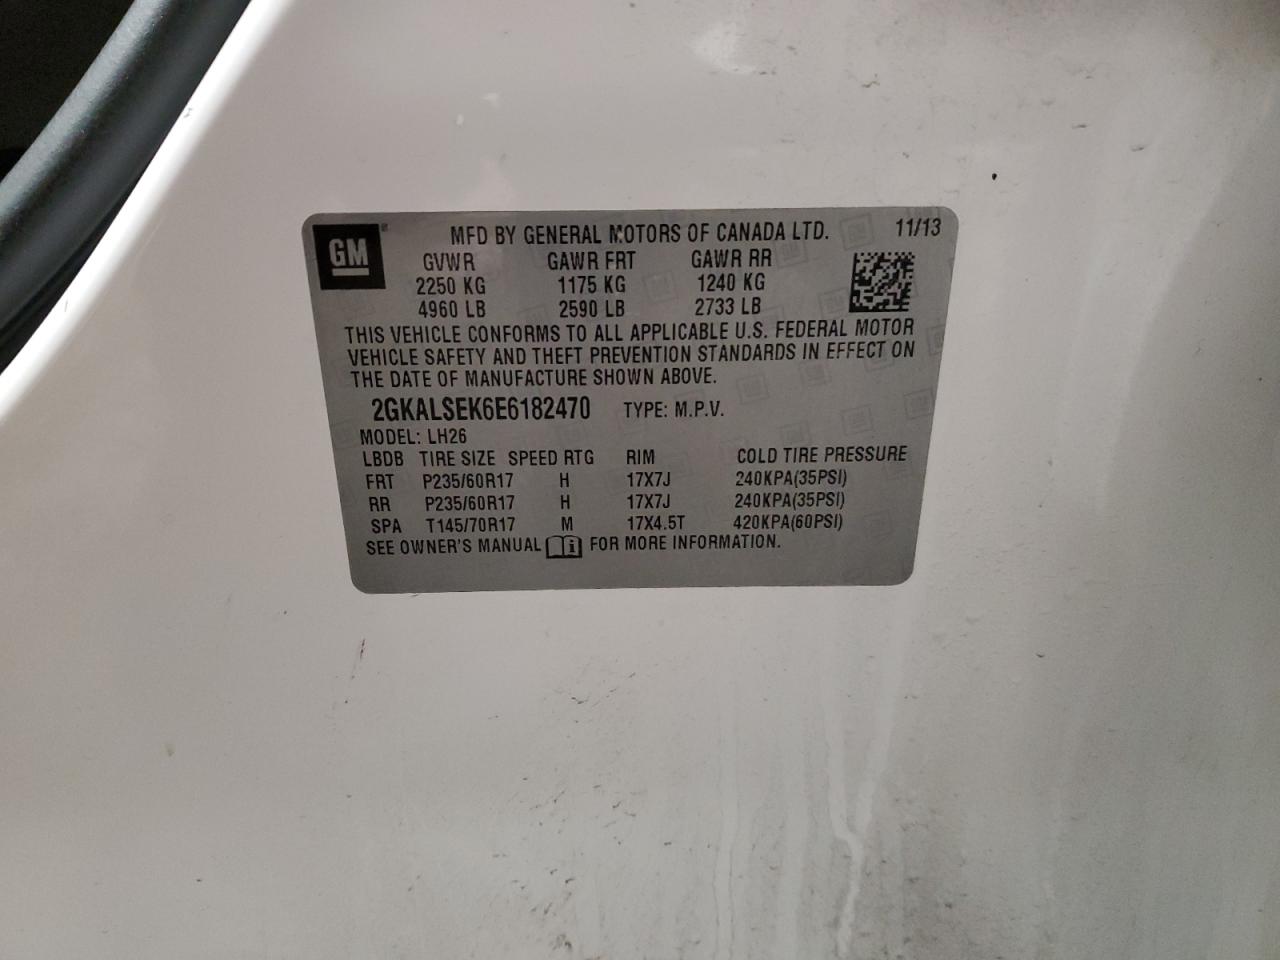 GM
MFD BY GENERAL MOTORS OF CANADA LTD. 11/13
GVWR GAWR FRT GAWR RR
2250 KG 1175 KG 1240 KG
4960 LB 2590 LB 2733 LB
THIS VEHICLE CONFORMS TO ALL APPLICABLE U.S. FEDERAL MOTOR
VEHICLE SAFETY AND THEFT PREVENTION STANDARDS IN EFFECT ON
THE DATE OF MANUFACTURE SHOWN ABOVE.
2GKALSEK6E6182470 TYPE: M.P.V.
MODEL: LH26
LBDB TIRE SIZE SPEED RTG RIM COLD TIRE PRESSURE
FRT P235/60R17 H 17X7J 240KPA(35PSI)
RR P235/60R17 H 17X7J 240KPA(35PSI)
SPA T145/70R17 M 17X4.5T 420KPA(60PSI)
SEE OWNER'S MANUAL i FOR MORE INFORMATION.